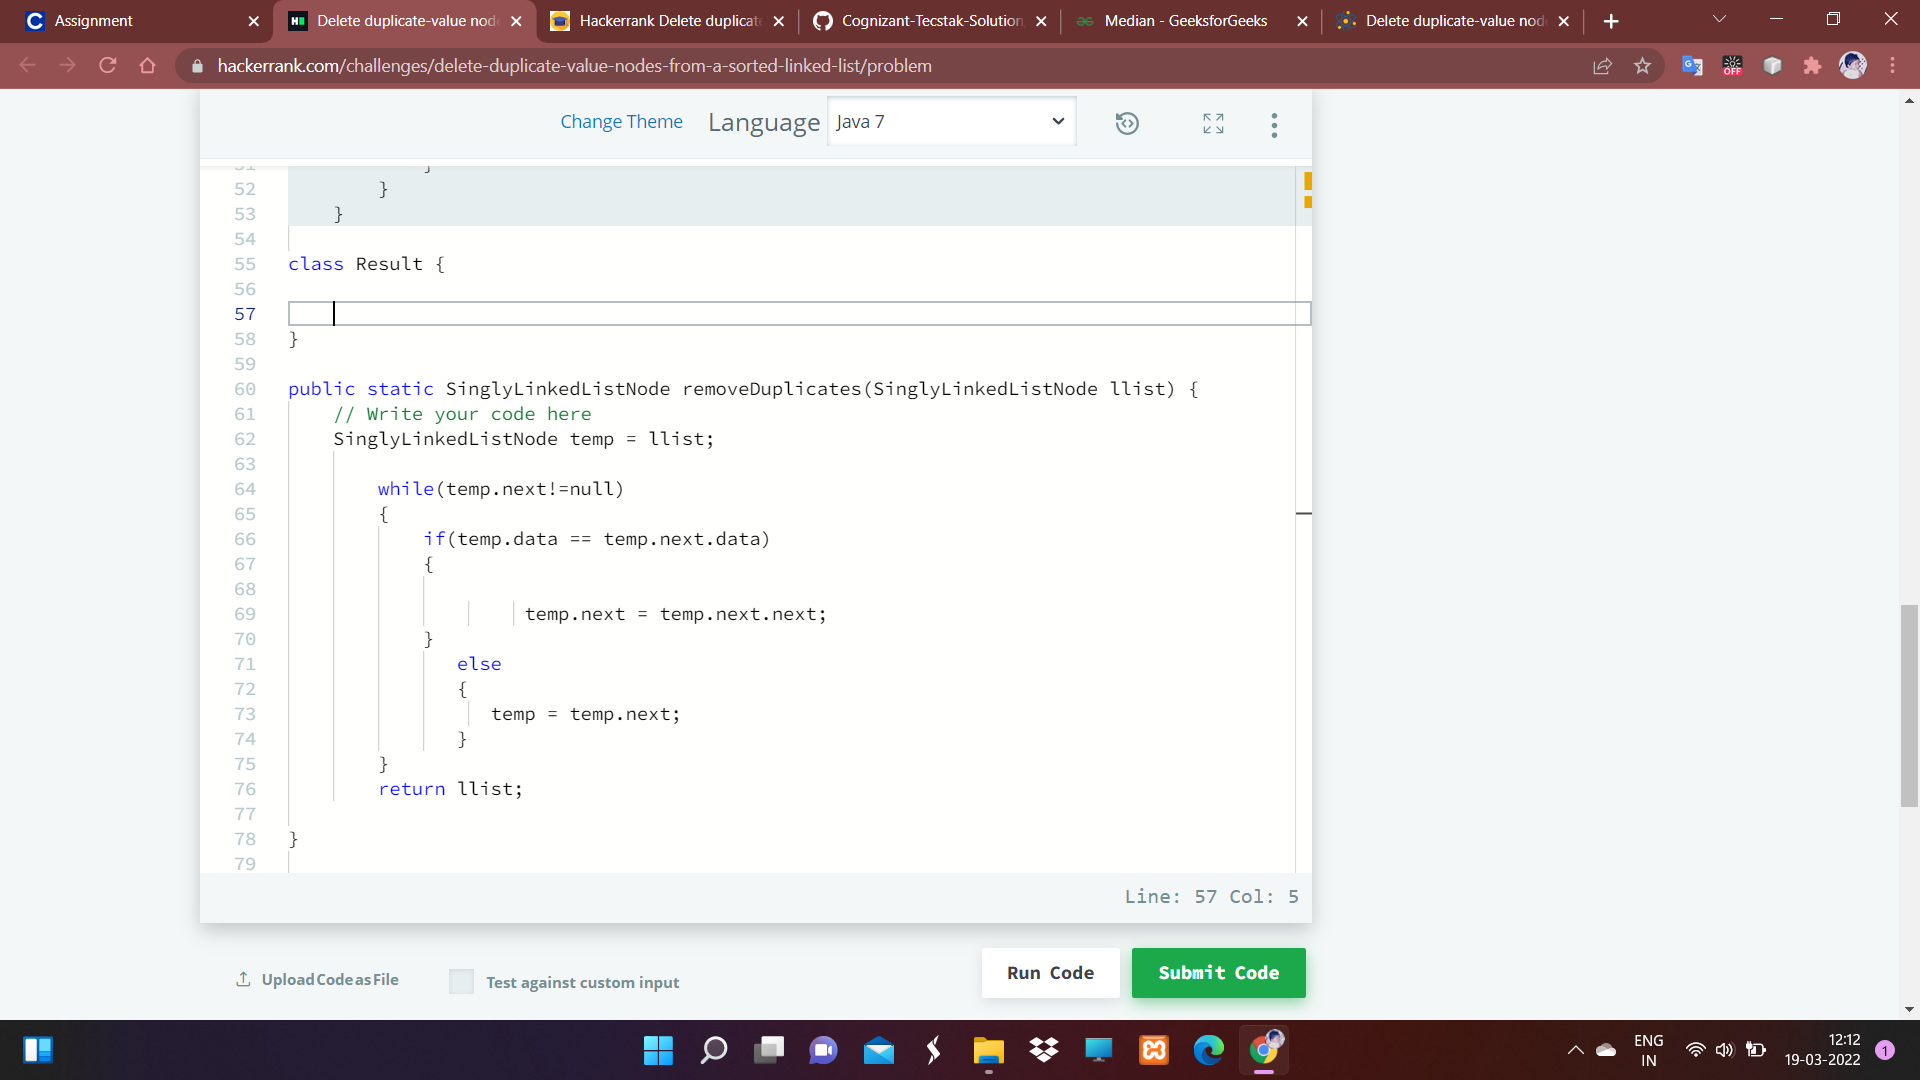 Assignment
Delete duplicate-value nod
Hackerrank Delete duplicate
Cognizant-Tecstak-Solution
Median - GeeksforGeeks
Delete duplicate-value nod
hackerrank.com/challenges/delete-duplicate-value-nodes-from-a-sorted-linked-list/problem
OFF
Change Theme Language Java 7
51 }
52 }
53 }
54
55 class Result {
56
57
58 }
59
60 public static SinglyLinkedListNode removeDuplicates(SinglyLinkedListNode llist) {
61 // Write your code here
62 SinglyLinkedListNode temp = llist;
63
64 while(temp.next!=null)
65 {
66 if(temp.data == temp.next.data)
67 {
68
69 temp.next = temp.next.next;
70 }
71 else
72 {
73 temp = temp.next;
74 }
75 }
76 return llist;
77
78 }
79
Line: 57 Col: 5
Upload Code as File
Test against custom input
Run Code
Submit Code
ENG
IN
12:12
19-03-2022
1